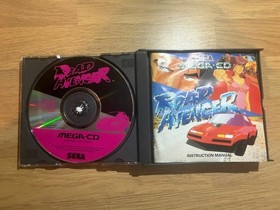 ROAD
AVENGER
MEGA-CD
SEGA
MEGA-CD
ROAD
AVENGER
INSTRUCTION MANUAL